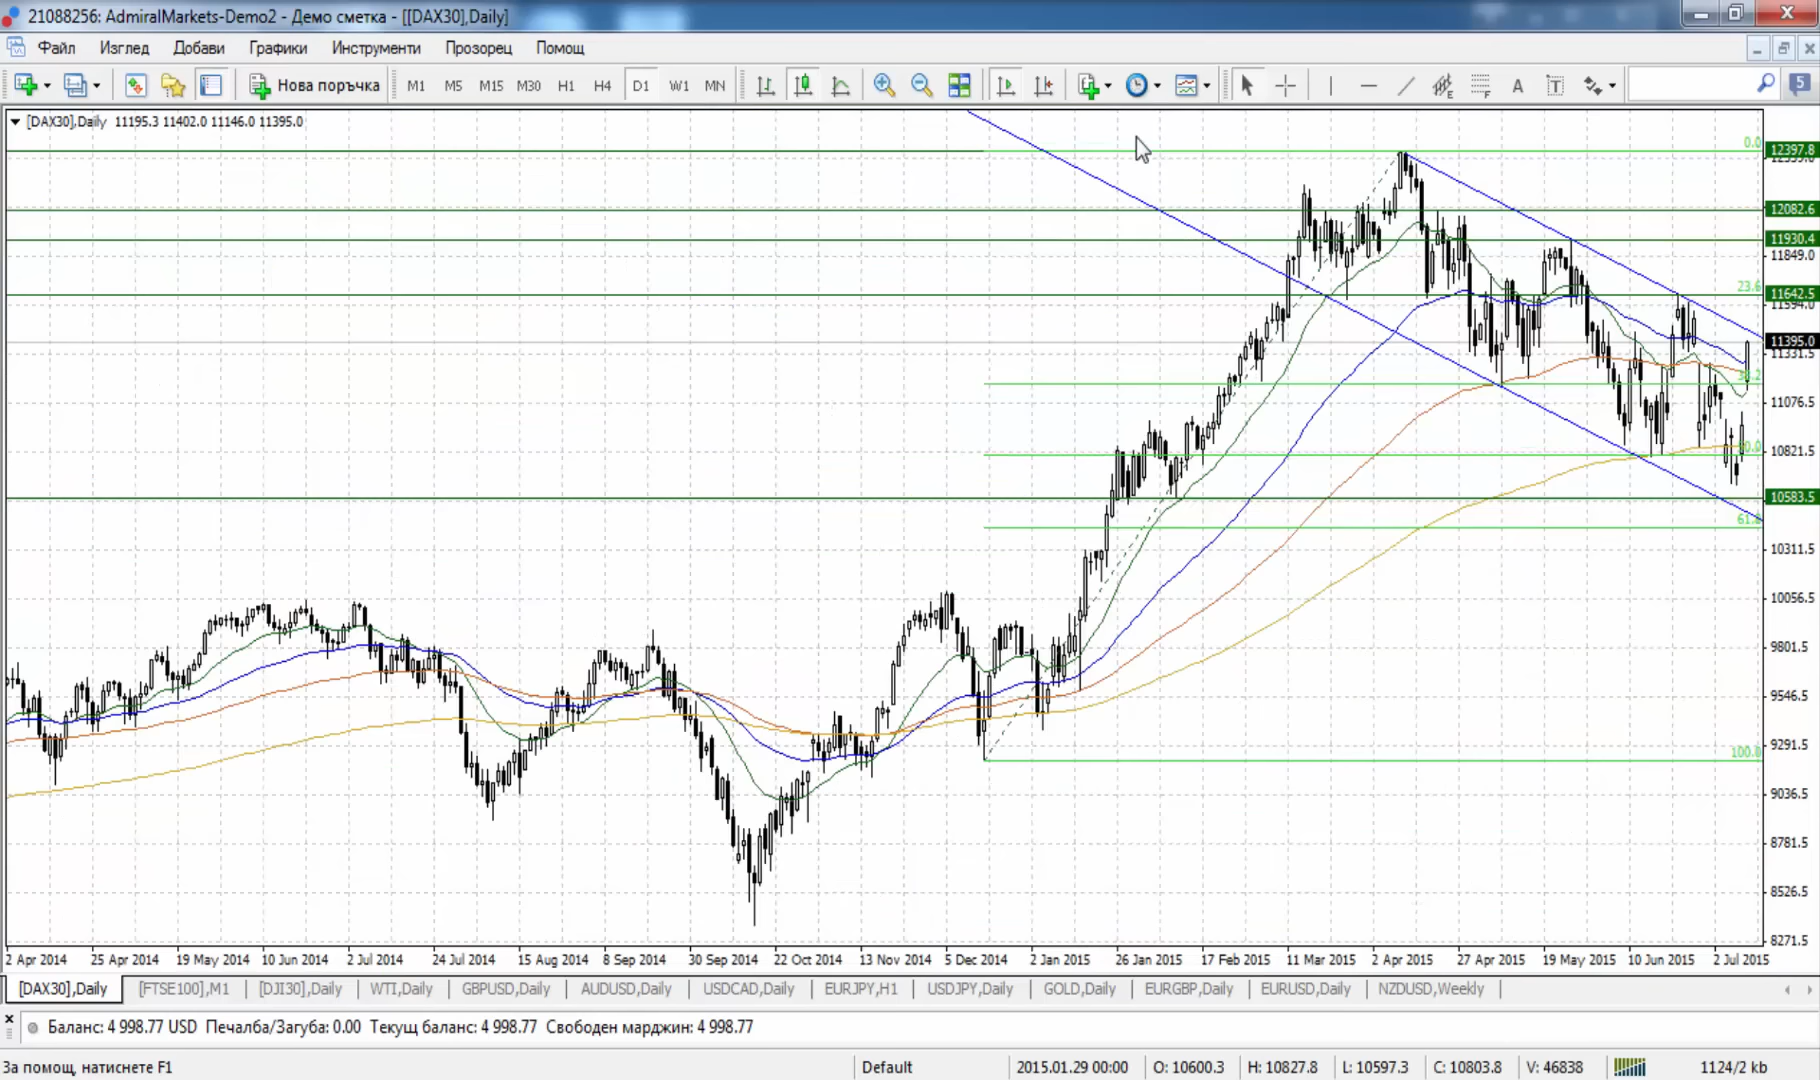 21088256: AdmiralMarkets-Demo2 - Демо сметка - [[DAX30],Daily]
Файл Изглед Добави Графики Инструменти Прозорец Помощ
Нова поръчка M1 M5 M15 M30 H1 H4 D1 W1 MN A T 5
[DAX30],Daily 11195.3 11402.0 11146.0 11395.0
0.0
12397.8
12082.6
11930.4
11849.0
23.6
11642.5
11395.0
11331.5
11076.5
10821.5
10583.5
10311.5
10056.5
9801.5
9546.5
100.0
9291.5
9036.5
8781.5
8526.5
8271.5
2 Apr 2014 25 Apr 2014 19 May 2014 10 Jun 2014 2 Jul 2014 24 Jul 2014 15 Aug 2014 8 Sep 2014 30 Sep 2014 22 Oct 2014 13 Nov 2014 5 Dec 2014 2 Jan 2015 26 Jan 2015 17 Feb 2015 11 Mar 2015 2 Apr 2015 27 Apr 2015 19 May 2015 10 Jun 2015 2 Jul 2015
[DAX30],Daily [FTSE100],M1 [DJI30],Daily WTI,Daily GBPUSD,Daily AUDUSD,Daily USDCAD,Daily EURJPY,H1 USDJPY,Daily GOLD,Daily EURGBP,Daily EURUSD,Daily NZDUSD,Weekly
Баланс: 4 998.77 USD Печалба/Загуба: 0.00 Текущ баланс: 4 998.77 Свободен марджин: 4 998.77
За помощ, натиснете F1 Default 2015.01.29 00:00 O: 10600.3 H: 10827.8 L: 10597.3 C: 10803.8 V: 46838 1124/2 kb